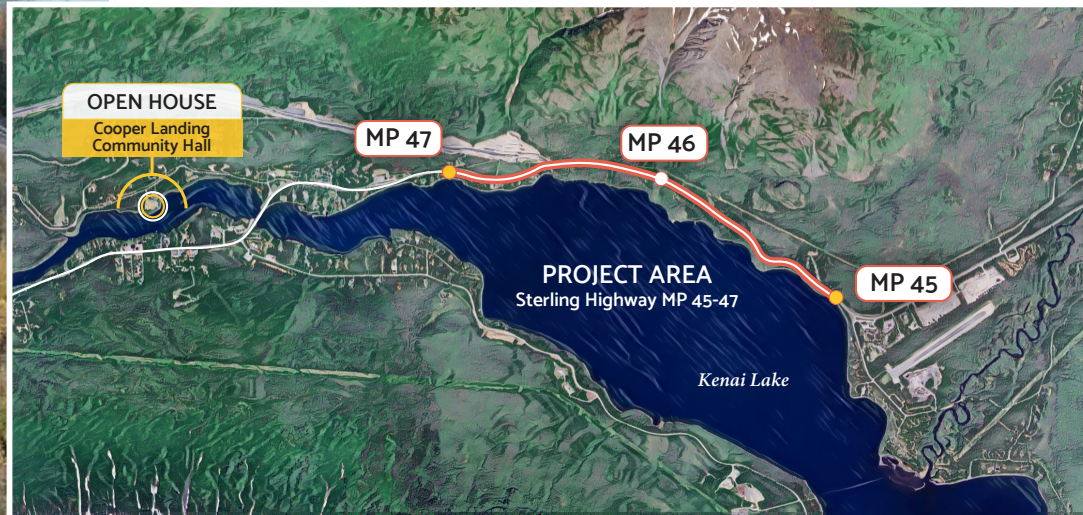 OPEN HOUSE
Cooper Landing
Community Hall
MP 47
MP 46
MP 45
PROJECT AREA
Sterling Highway MP 45-47
Kenai Lake